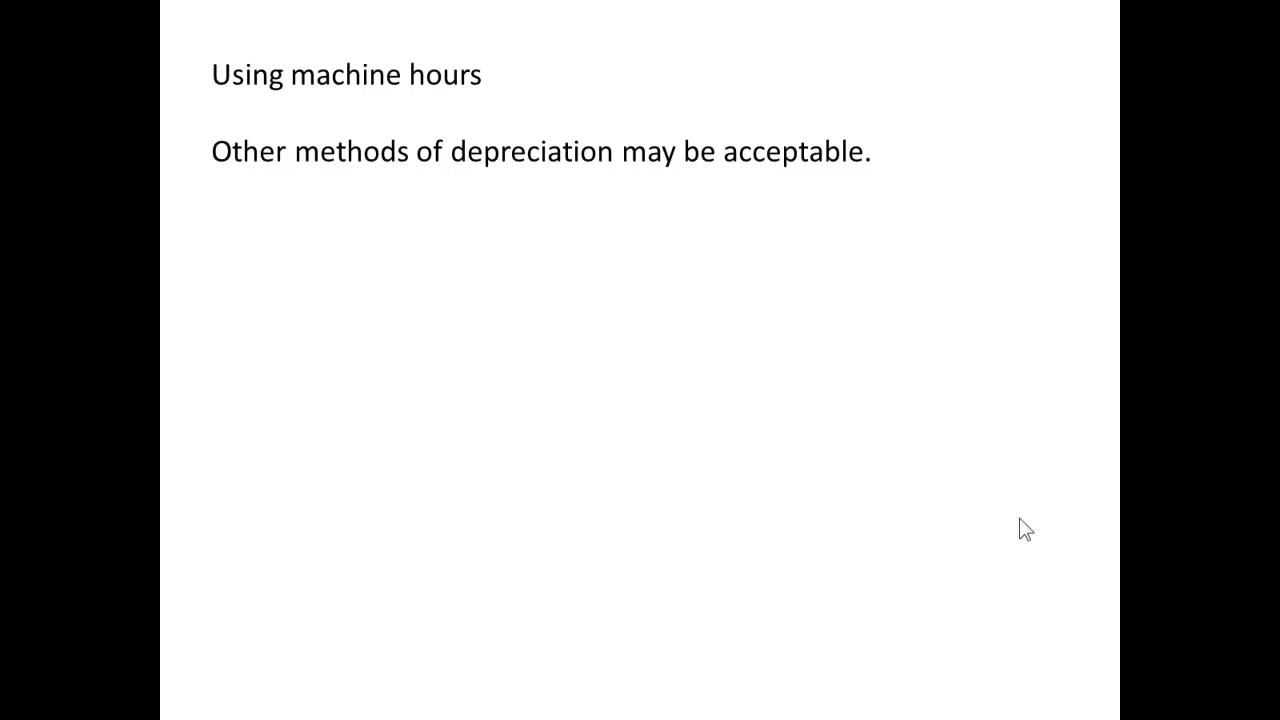 Using machine hours
Other methods of depreciation may be acceptable.